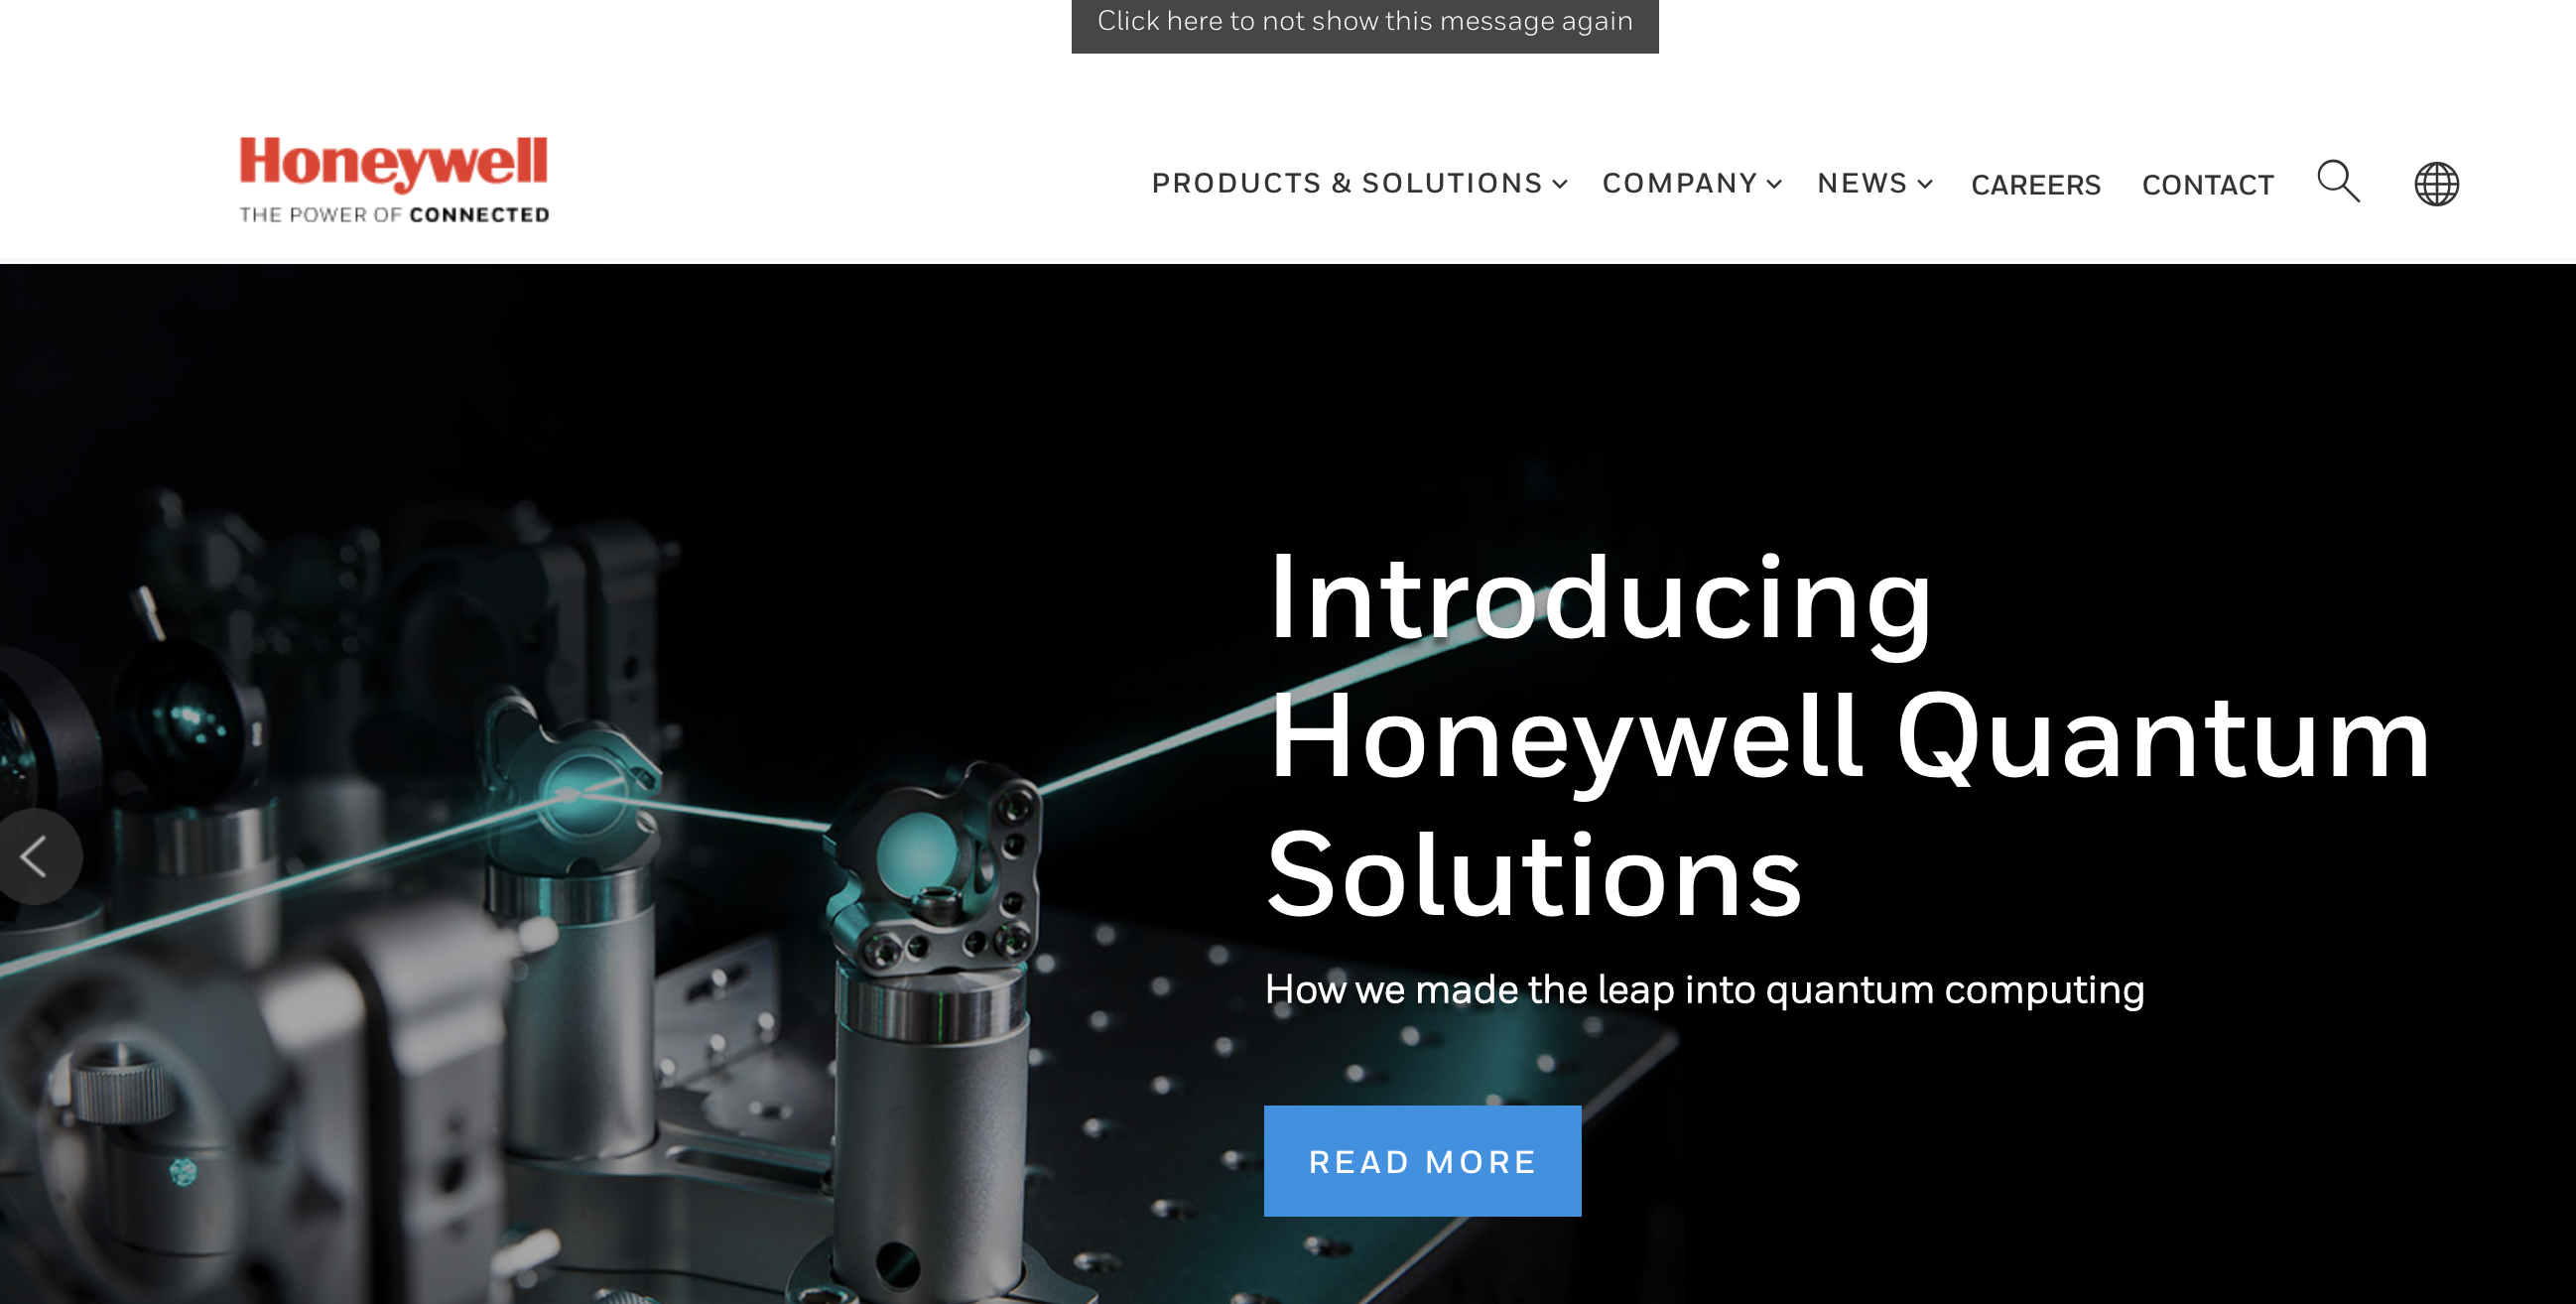 Click here to not show this message again
Honeywell
THE POWER OF CONNECTED
PRODUCTS & SOLUTIONS COMPANY NEWS CAREERS CONTACT
Introducing
Honeywell Quantum
Solutions
How we made the leap into quantum computing
READ MORE